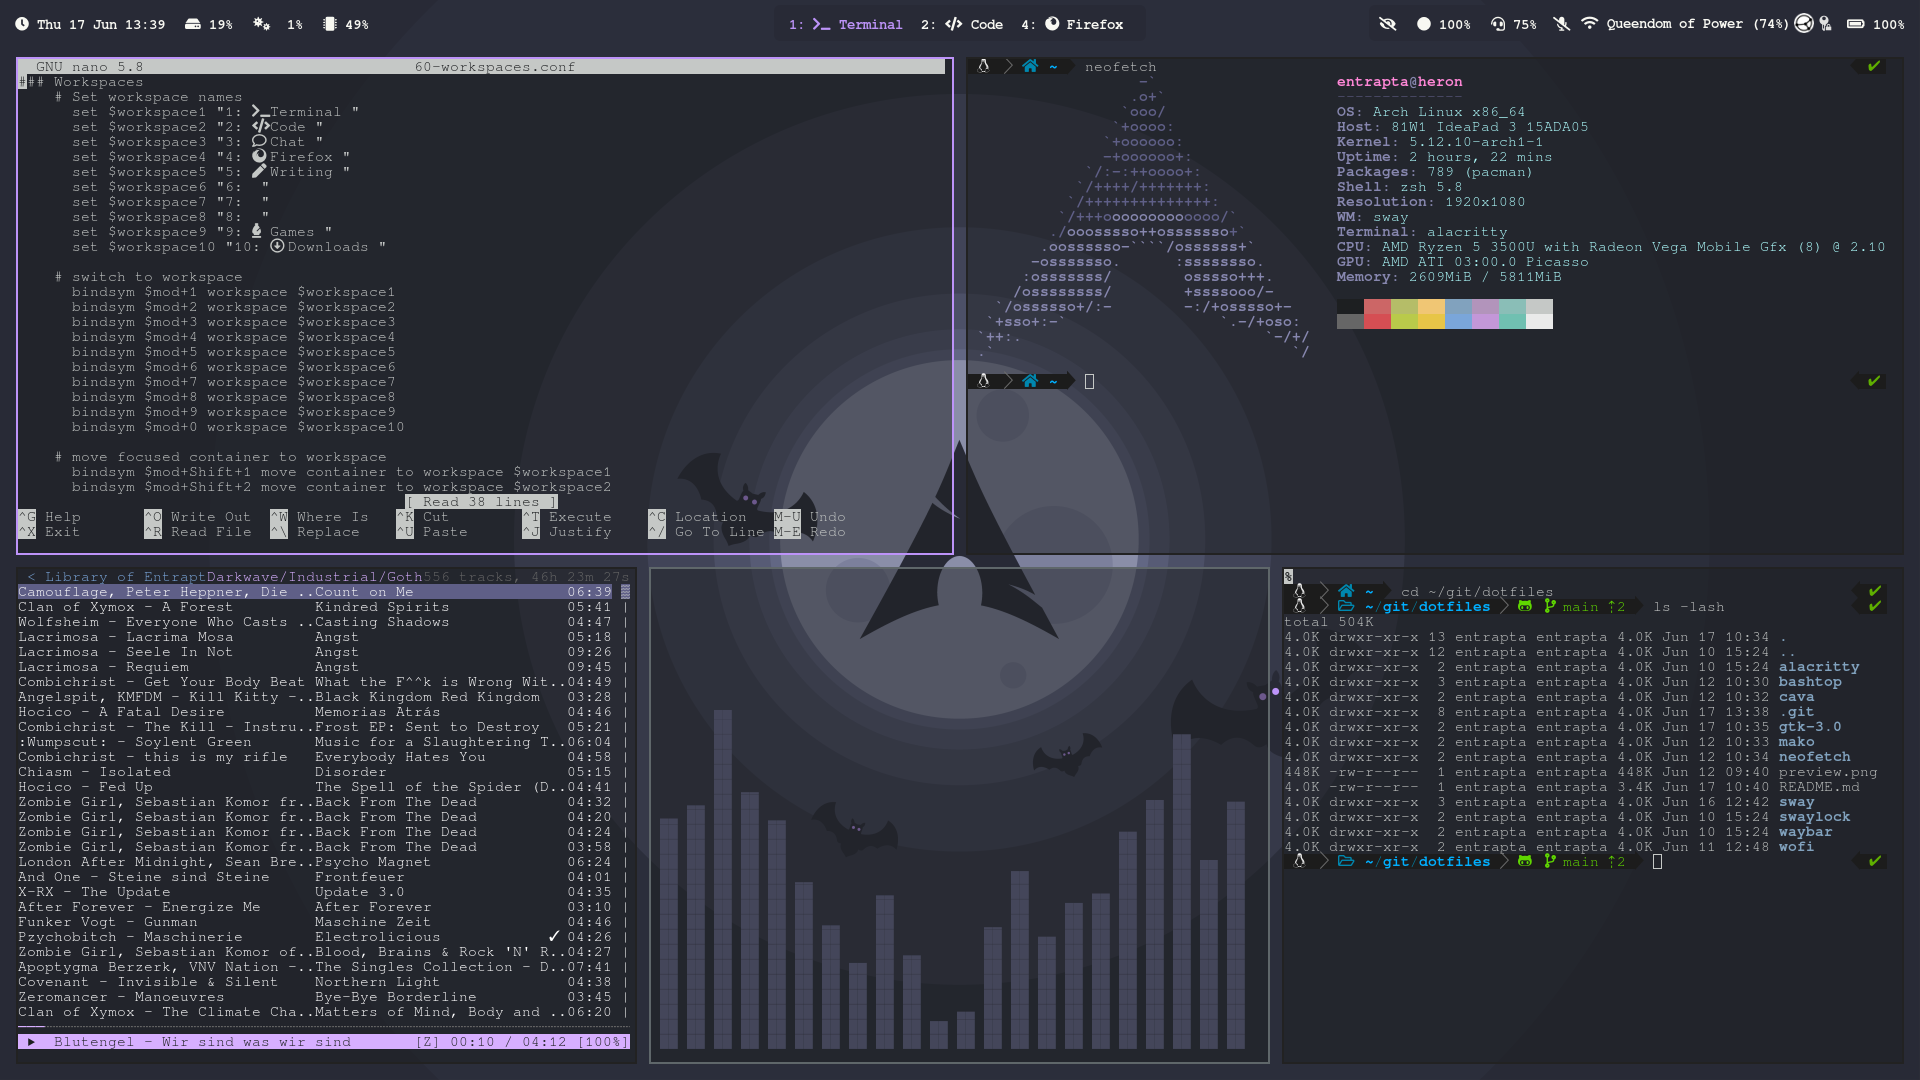 Thu 17 Jun 13:39 19% 1% 49% 1: Terminal 2: Code 4: Firefox 100% 75% Queendom of Power (74%) 100%
GNU nano 5.8 60-workspaces.conf
### Workspaces
# Set workspace names
set $workspace1 "1: Terminal "
set $workspace2 "2: Code "
set $workspace3 "3: Chat "
set $workspace4 "4: Firefox "
set $workspace5 "5: Writing "
set $workspace6 "6:  "
set $workspace7 "7:  "
set $workspace8 "8:  "
set $workspace9 "9: Games "
set $workspace10 "10: Downloads "
# switch to workspace
bindsym $mod+1 workspace $workspace1
bindsym $mod+2 workspace $workspace2
bindsym $mod+3 workspace $workspace3
bindsym $mod+4 workspace $workspace4
bindsym $mod+5 workspace $workspace5
bindsym $mod+6 workspace $workspace6
bindsym $mod+7 workspace $workspace7
bindsym $mod+8 workspace $workspace8
bindsym $mod+9 workspace $workspace9
bindsym $mod+0 workspace $workspace10
# move focused container to workspace
bindsym $mod+Shift+1 move container to workspace $workspace1
bindsym $mod+Shift+2 move container to workspace $workspace2
[ Read 38 lines ]
^G Help ^O Write Out ^W Where Is ^K Cut ^T Execute ^C Location M-U Undo
^X Exit ^R Read File ^\ Replace ^U Paste ^J Justify ^/ Go To Line M-E Redo
~ neofetch ✔
entrapta@heron
--------------
OS: Arch Linux x86_64
Host: 81W1 IdeaPad 3 15ADA05
Kernel: 5.12.10-arch1-1
Uptime: 2 hours, 22 mins
Packages: 789 (pacman)
Shell: zsh 5.8
Resolution: 1920x1080
WM: sway
Terminal: alacritty
CPU: AMD Ryzen 5 3500U with Radeon Vega Mobile Gfx (8) @ 2.10
GPU: AMD ATI 03:00.0 Picasso
Memory: 2609MiB / 5811MiB
~ ✔
< Library of EntraptDarkwave/Industrial/Goth556 tracks, 46h 23m 27s
Camouflage, Peter Heppner, Die ..Count on Me 06:39
Clan of Xymox - A Forest Kindred Spirits 05:41
Wolfsheim - Everyone Who Casts ..Casting Shadows 04:47
Lacrimosa - Lacrima Mosa Angst 05:18
Lacrimosa - Seele In Not Angst 09:26
Lacrimosa - Requiem Angst 09:45
Combichrist - Get Your Body Beat What the F^^k is Wrong Wit..04:49
Angelspit, KMFDM - Kill Kitty -..Black Kingdom Red Kingdom 03:28
Hocico - A Fatal Desire Memorias Atrás 04:46
Combichrist - The Kill - Instru..Frost EP: Sent to Destroy 05:21
:Wumpscut: - Soylent Green Music for a Slaughtering T..06:04
Combichrist - this is my rifle Everybody Hates You 04:58
Chiasm - Isolated Disorder 05:15
Hocico - Fed Up The Spell of the Spider (D..04:41
Zombie Girl, Sebastian Komor fr..Back From The Dead 04:32
Zombie Girl, Sebastian Komor fr..Back From The Dead 04:20
Zombie Girl, Sebastian Komor fr..Back From The Dead 04:24
Zombie Girl, Sebastian Komor fr..Back From The Dead 03:58
London After Midnight, Sean Bre..Psycho Magnet 06:24
And One - Steine sind Steine Frontfeuer 04:01
X-RX - The Update Update 3.0 04:35
After Forever - Energize Me After Forever 03:10
Funker Vogt - Gunman Maschine Zeit 04:46
Pzychobitch - Maschinerie Electrolicious ✓ 04:26
Zombie Girl, Sebastian Komor of..Blood, Brains & Rock 'N' R..04:27
Apoptygma Berzerk, VNV Nation -..The Singles Collection - D..07:41
Covenant - Invisible & Silent Northern Light 04:38
Zeromancer - Manoeuvres Bye-Bye Borderline 03:45
Clan of Xymox - The Climate Cha..Matters of Mind, Body and ..06:20
► Blutengel - Wir sind was wir sind [Z] 00:10 / 04:12 [100%]
%
~ cd ~/git/dotfiles ✔
~/git/dotfiles main ⇡2 ls -lash ✔
total 504K
4.0K drwxr-xr-x 13 entrapta entrapta 4.0K Jun 17 10:34 .
4.0K drwxr-xr-x 12 entrapta entrapta 4.0K Jun 10 15:24 ..
4.0K drwxr-xr-x 2 entrapta entrapta 4.0K Jun 10 15:24 alacritty
4.0K drwxr-xr-x 3 entrapta entrapta 4.0K Jun 12 10:30 bashtop
4.0K drwxr-xr-x 2 entrapta entrapta 4.0K Jun 12 10:32 cava
4.0K drwxr-xr-x 8 entrapta entrapta 4.0K Jun 17 13:38 .git
4.0K drwxr-xr-x 2 entrapta entrapta 4.0K Jun 17 10:35 gtk-3.0
4.0K drwxr-xr-x 2 entrapta entrapta 4.0K Jun 12 10:33 mako
4.0K drwxr-xr-x 2 entrapta entrapta 4.0K Jun 12 10:34 neofetch
448K -rw-r--r-- 1 entrapta entrapta 448K Jun 12 09:40 preview.png
4.0K -rw-r--r-- 1 entrapta entrapta 3.4K Jun 17 10:40 README.md
4.0K drwxr-xr-x 3 entrapta entrapta 4.0K Jun 16 12:42 sway
4.0K drwxr-xr-x 2 entrapta entrapta 4.0K Jun 10 15:24 swaylock
4.0K drwxr-xr-x 2 entrapta entrapta 4.0K Jun 10 15:24 waybar
4.0K drwxr-xr-x 2 entrapta entrapta 4.0K Jun 11 12:48 wofi
~/git/dotfiles main ⇡2 ✔